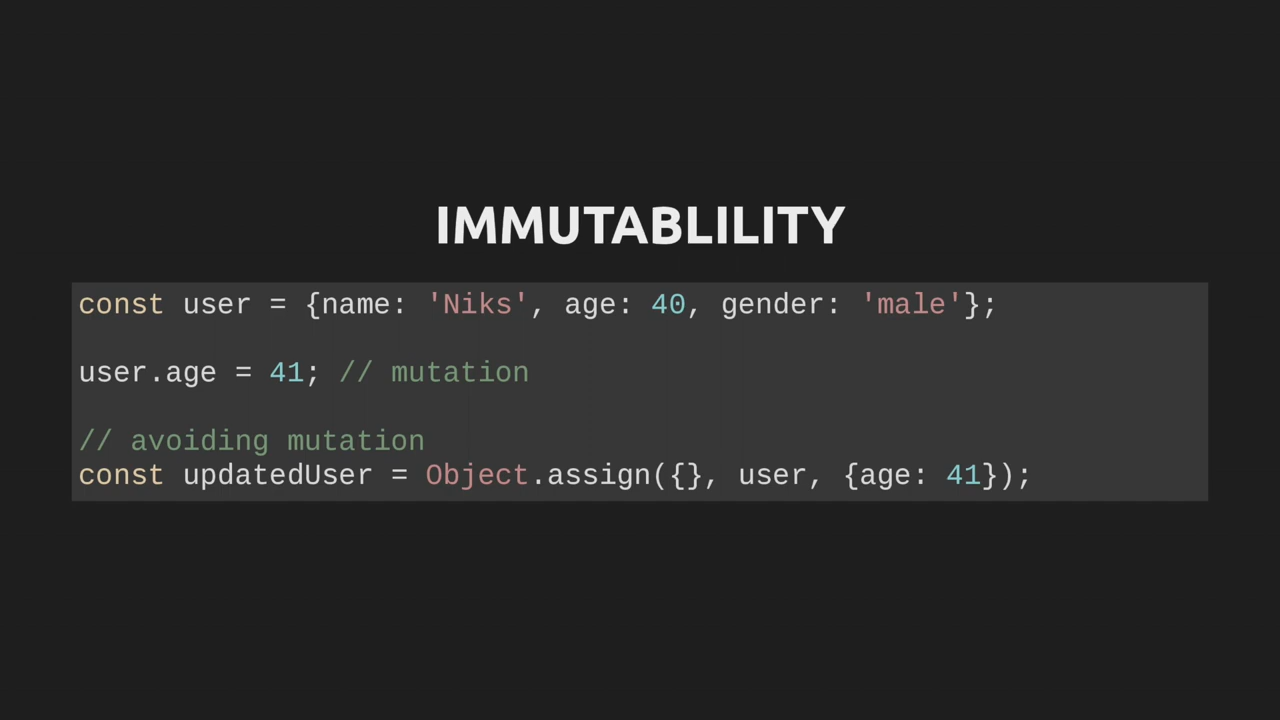 IMMUTABLILITY
const user = {name: 'Niks', age: 40, gender: 'male'};
user.age = 41; // mutation
// avoiding mutation
const updatedUser = Object.assign({}, user, {age: 41});